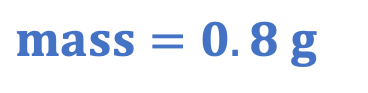 mass = 0.8 g